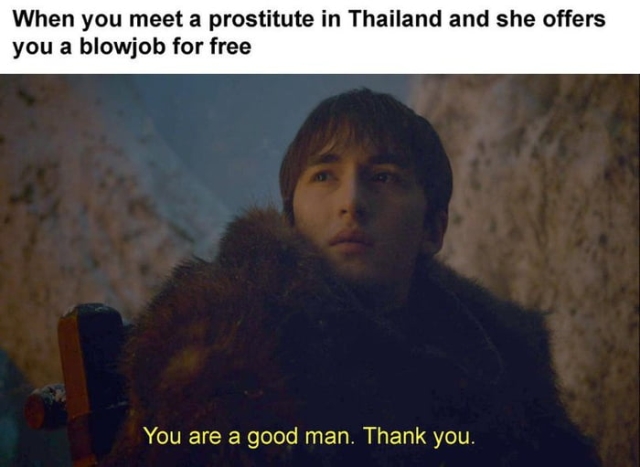 When you meet a prostitute in Thailand and she offers
you a blowjob for free
You are a good man. Thank you.